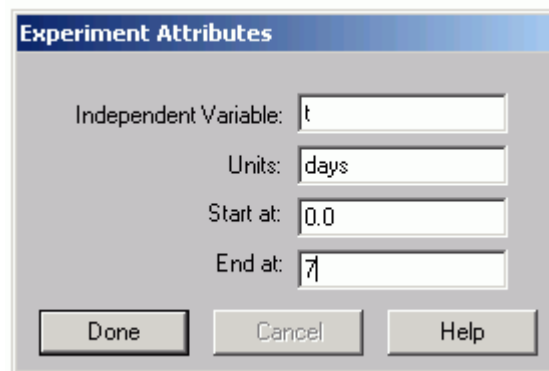 Experiment Attributes
Independent Variable: t
Units: days
Start at: 0.0
End at: 7
Done Cancel Help